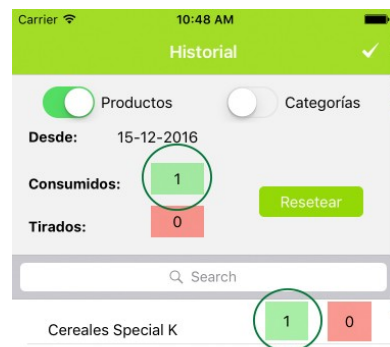 Carrier 10:48 AM
Historial
Productos Categorías
Desde: 15-12-2016
Consumidos: 1
Resetear
Tirados: 0
Search
Cereales Special K 1 0